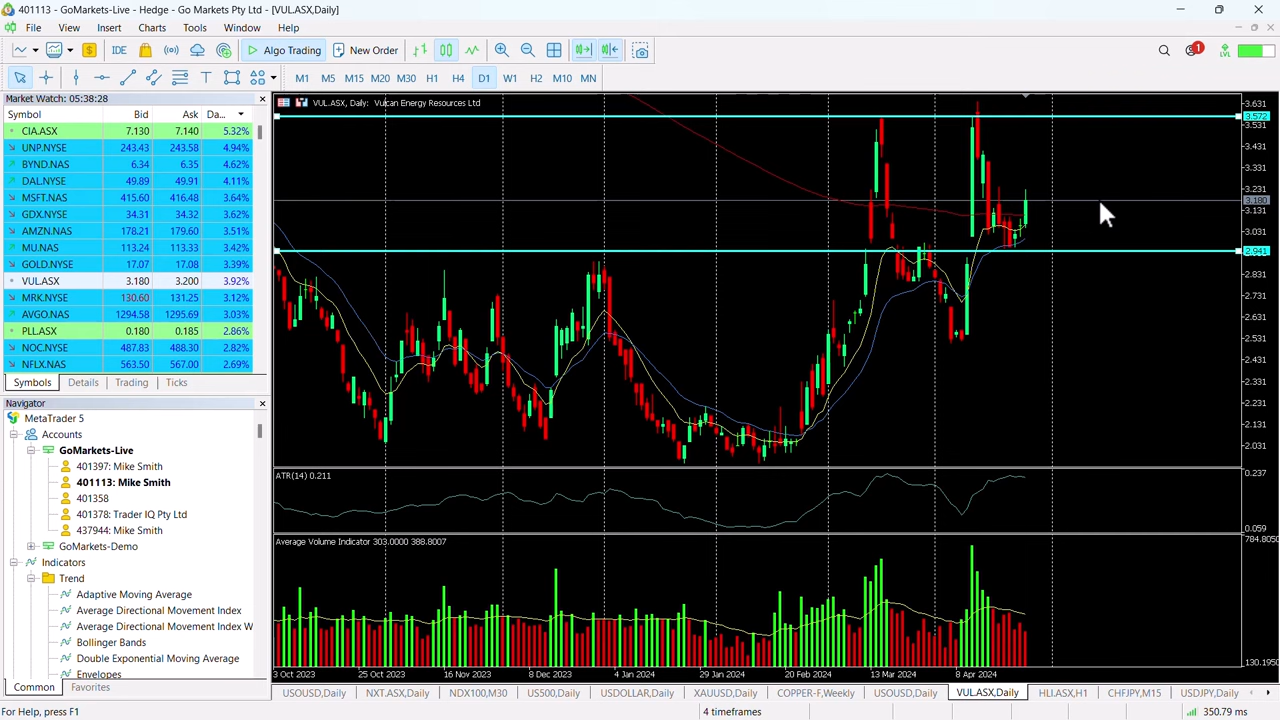 401113 - GoMarkets-Live - Hedge - Go Markets Pty Ltd - [VUL.ASX,Daily]
File View Insert Charts Tools Window Help
IDE Algo Trading New Order 1 LVL
T M1 M5 M15 M20 M30 H1 H4 D1 W1 H2 M10 MN
Market Watch: 05:38:28
Symbol Bid Ask Da...
CIA.ASX 7.130 7.140 5.32%
UNP.NYSE 243.43 243.58 4.94%
BYND.NAS 6.34 6.35 4.62%
DAL.NYSE 49.89 49.91 4.11%
MSFT.NAS 415.60 416.48 3.64%
GDX.NYSE 34.31 34.32 3.62%
AMZN.NAS 178.21 179.60 3.51%
MU.NAS 113.24 113.33 3.42%
GOLD.NYSE 17.07 17.08 3.39%
VUL.ASX 3.180 3.200 3.92%
MRK.NYSE 130.60 131.25 3.12%
AVGO.NAS 1294.58 1295.69 3.03%
PLL.ASX 0.180 0.185 2.86%
NOC.NYSE 487.83 488.30 2.82%
NFLX.NAS 563.50 567.00 2.69%
Symbols Details Trading Ticks
Navigator
MetaTrader 5
Accounts
GoMarkets-Live
401397: Mike Smith
401113: Mike Smith
401358
401378: Trader IQ Pty Ltd
437944: Mike Smith
GoMarkets-Demo
Indicators
Trend
Adaptive Moving Average
Average Directional Movement Index
Average Directional Movement Index W
Bollinger Bands
Double Exponential Moving Average
Envelopes
Common Favorites
VUL.ASX, Daily: Vulcan Energy Resources Ltd
3.631
3.572
3.531
3.431
3.331
3.231
3.180
3.131
3.031
2.941
2.831
2.731
2.631
2.531
2.431
2.331
2.231
2.131
2.031
ATR(14) 0.211
0.237
0.059
Average Volume Indicator 303.0000 388.8007
784.8050
130.1950
3 Oct 2023 25 Oct 2023 16 Nov 2023 8 Dec 2023 4 Jan 2024 29 Jan 2024 20 Feb 2024 13 Mar 2024 8 Apr 2024
USOUSD,Daily NXT.ASX,Daily NDX100,M30 US500,Daily USDOLLAR,Daily XAUUSD,Daily COPPER-F,Weekly USOUSD,Daily VUL.ASX,Daily HLI.ASX,H1 CHFJPY,M15 USDJPY,Daily
For Help, press F1 4 timeframes 350.79 ms